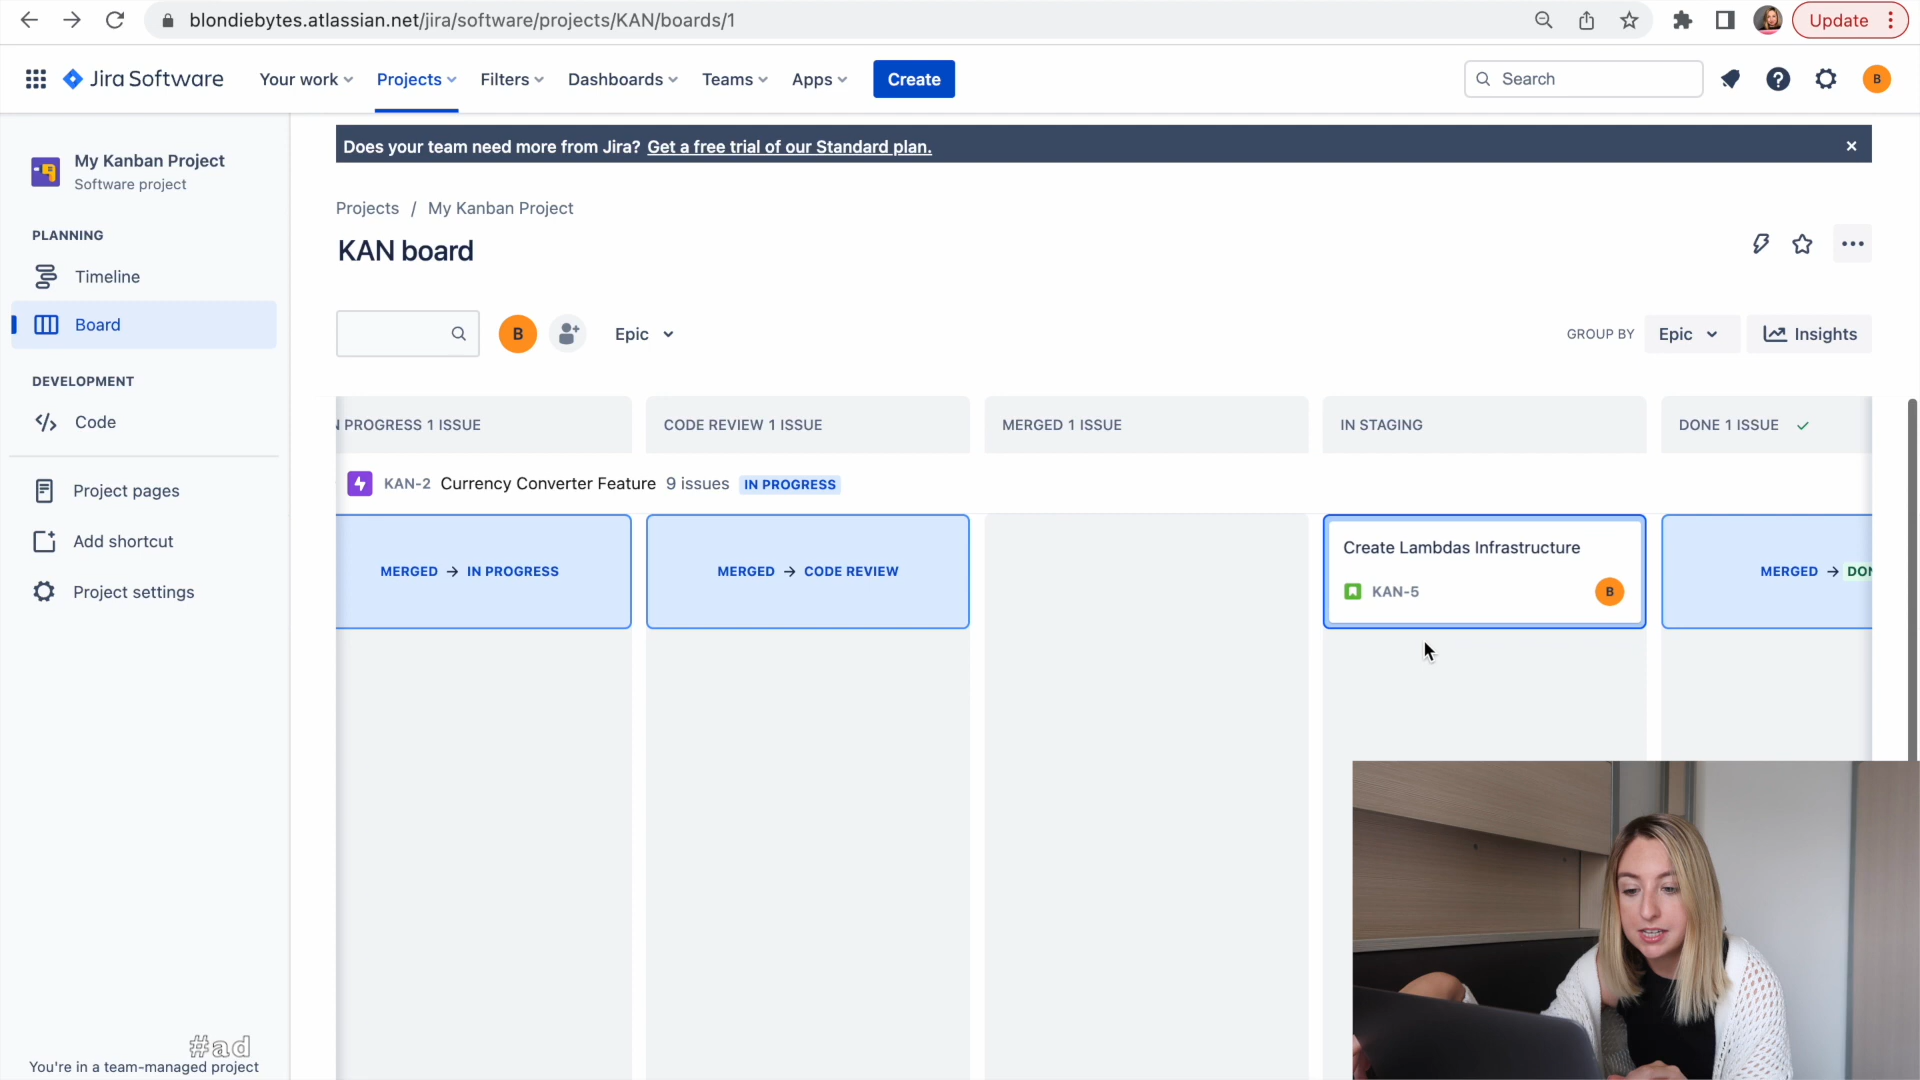 blondiebytes.atlassian.net/jira/software/projects/KAN/boards/1
Update
Jira Software
Your work
Projects
Filters
Dashboards
Teams
Apps
Create
Search
B
Does your team need more from Jira? Get a free trial of our Standard plan.
My Kanban Project
Software project
PLANNING
Timeline
Board
DEVELOPMENT
Code
Project pages
Add shortcut
Project settings
#ad
You're in a team-managed project
Projects / My Kanban Project
KAN board
B
Epic
GROUP BY
Epic
Insights
PROGRESS 1 ISSUE
CODE REVIEW 1 ISSUE
MERGED 1 ISSUE
IN STAGING
DONE 1 ISSUE
KAN-2 Currency Converter Feature 9 issues IN PROGRESS
MERGED → IN PROGRESS
MERGED → CODE REVIEW
Create Lambdas Infrastructure
KAN-5
B
MERGED → DON